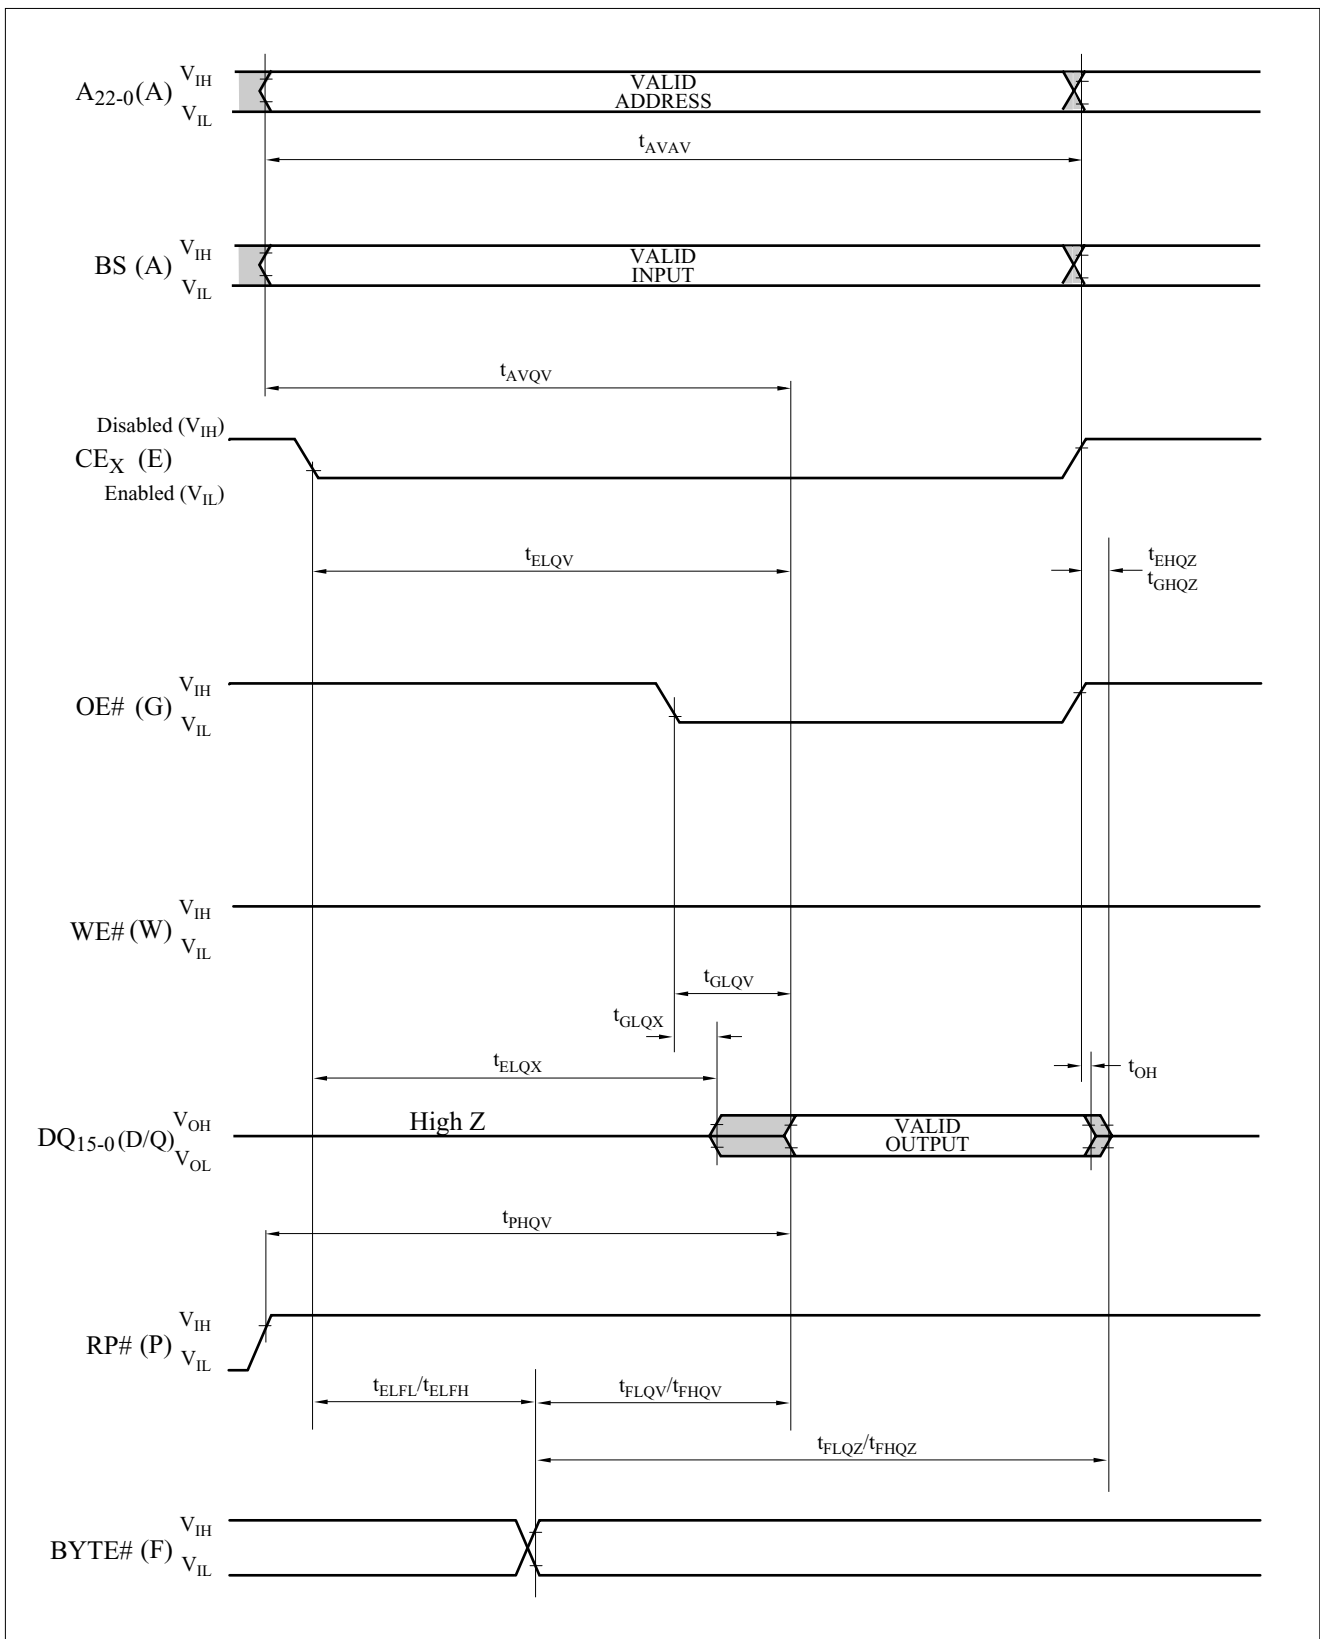 A22-0(A) VIH VIL
VALID
ADDRESS
tAVAV
BS (A) VIH VIL
VALID
INPUT
tAVQV
Disabled (VIH)
CEX (E)
Enabled (VIL)
tELQV
tEHQZ
tGHQZ
OE# (G) VIH VIL
WE# (W) VIH VIL
tGLQV
tGLQX
tELQX
tOH
DQ15-0 (D/Q) VOH VOL
High Z
VALID
OUTPUT
tPHQV
RP# (P) VIH VIL
tELFL/tELFH
tFLQV/tFHQV
tFLQZ/tFHQZ
BYTE# (F) VIH VIL